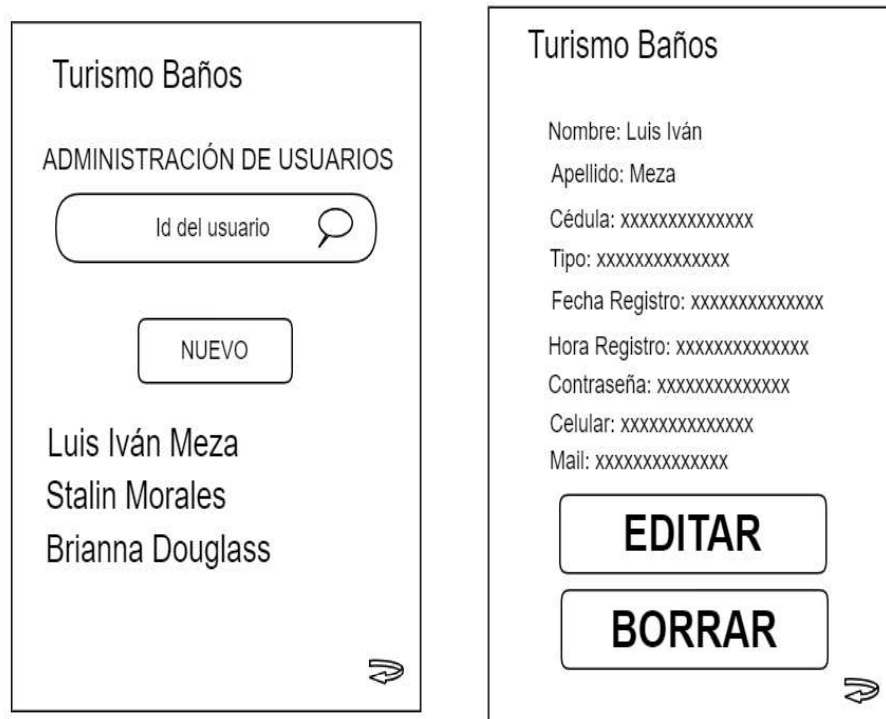 Turismo Baños
ADMINISTRACIÓN DE USUARIOS
Id del usuario
NUEVO
Luis Iván Meza
Stalin Morales
Brianna Douglass
Turismo Baños
Nombre: Luis Iván
Apellido: Meza
Cédula: xxxxxxxxxxxxxx
Tipo: xxxxxxxxxxxxxx
Fecha Registro: xxxxxxxxxxxxxx
Hora Registro: xxxxxxxxxxxxxx
Contraseña: xxxxxxxxxxxxxx
Celular: xxxxxxxxxxxxxx
Mail: xxxxxxxxxxxxxx
EDITAR
BORRAR